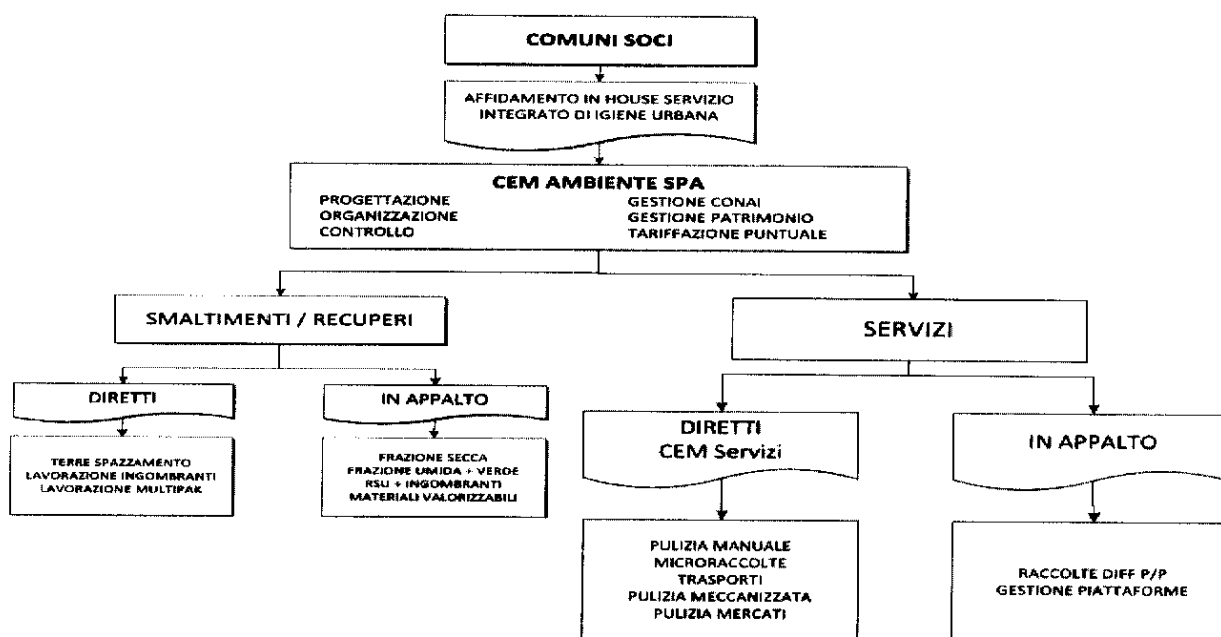 COMUNI SOCI
AFFIDAMENTO IN HOUSE SERVIZIO
INTEGRATO DI IGIENE URBANA
CEM AMBIENTE SPA
PROGETTAZIONE
ORGANIZZAZIONE
CONTROLLO
GESTIONE CONAI
GESTIONE PATRIMONIO
TARIFFAZIONE PUNTUALE
SMALTIMENTI / RECUPERI
SERVIZI
DIRETTI
IN APPALTO
TERRE SPAZZAMENTO
LAVORAZIONE INGOMBRANTI
LAVORAZIONE MULTIPAK
FRAZIONE SECCA
FRAZIONE UMIDA + VERDE
RSU + INGOMBRANTI
MATERIALI VALORIZZABILI
DIRETTI
CEM Servizi
IN APPALTO
PULIZIA MANUALE
MICRORACCOLTE
TRASPORTI
PULIZIA MECCANIZZATA
PULIZIA MERCATI
RACCOLTE DIFF P/P
GESTIONE PIATTAFORME